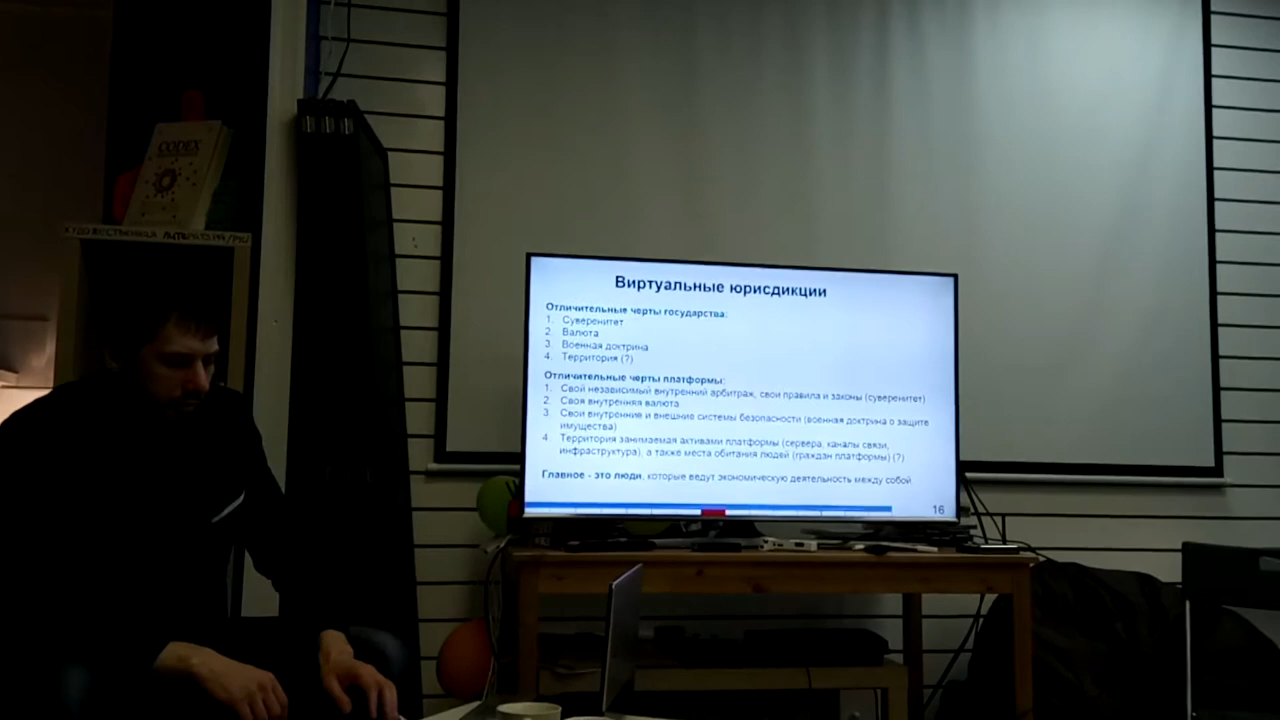 CODEX
ХУДОЖЕСТВЕННАЯ ЛИТЕРАТУРА
Виртуальные юрисдикции
Отличительные черты государства:
1. Суверенитет
2. Валюта
3. Военная доктрина
4. Территория (?)
Отличительные черты платформы:
1. Свой независимый внутренний арбитраж, свои правила и законы (суверенитет)
2. Своя внутренняя валюта
3. Свои внутренние и внешние системы безопасности (военная доктрина о защите
имущества)
4. Территория занимаемая активами платформы (сервера, каналы связи,
инфраструктура), а также места обитания людей (граждан платформы) (?)
Главное - это люди, которые ведут экономическую деятельность между собой.
16